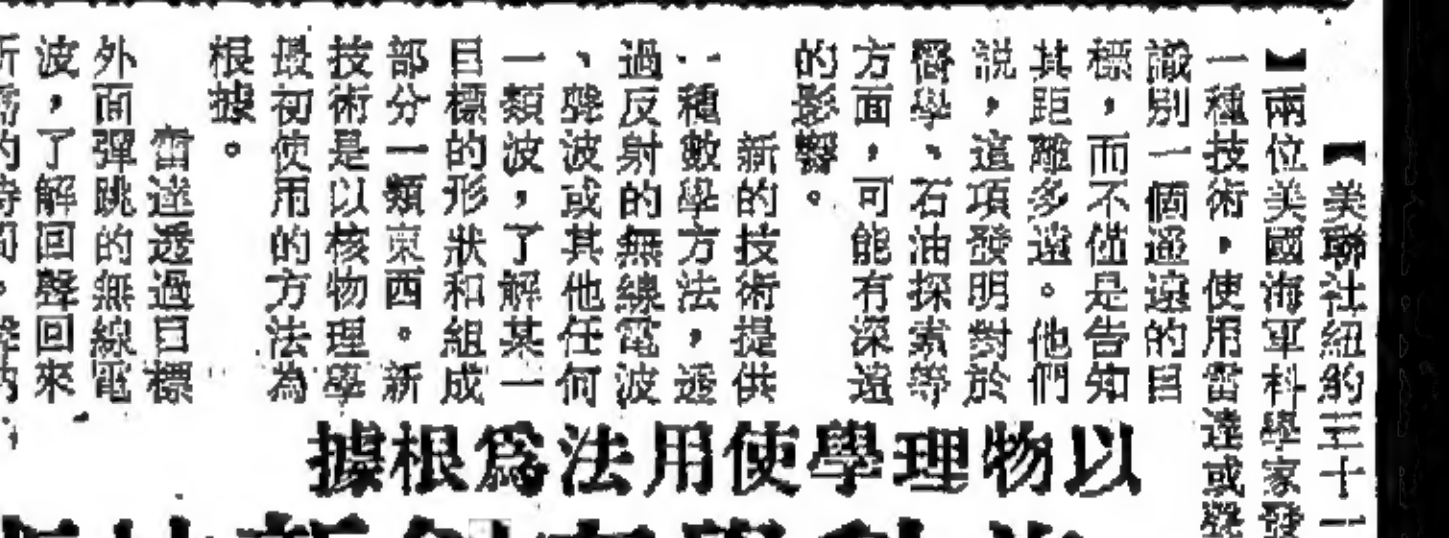 【美聯社紐約三十一
】兩位美國海軍科學家發
一種技術，使用雷達或聲
識別一個遙遠的目
標，而不僅是告知
其距離多遠。他們
説，這項發明對於
醫學、石油探索等
方面，可能有深遠
的影響。
新的技術提供
一種數學方法，透
過反射的無線電波
、聲波或其他任何
一類波，了解某一
目標的形狀和組成
部分一類東西。新
技術是以核物理學
最初使用的方法為
根據。
雷達透過目標
外面彈跳的無線電
波，了解回聲回來
所需的時間，
據根爲法用使學理物以